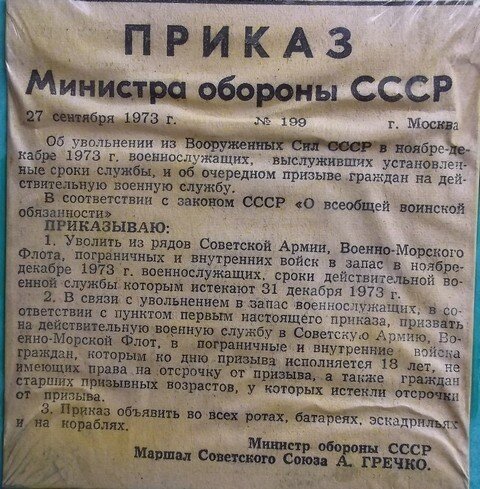 ПРИКАЗ
Министра обороны СССР
27 сентября 1973 г. № 199 г. Москва
Об увольнении из Вооруженных Сил СССР в ноябре-де-
кабре 1973 г. военнослужащих, выслуживших установлен-
ные сроки службы, и об очередном призыве граждан на дей-
ствительную военную службу.
В соответствии с законом СССР «О всеобщей воинской
обязанности»
ПРИКАЗЫВАЮ:
1. Уволить из рядов Советской Армии, Военно-Морского
Флота, пограничных и внутренних войск в запас в ноябре-
декабре 1973 г. военнослужащих, сроки действительной во-
енной службы которым истекают 31 декабря 1973 г.
2. В связи с увольнением в запас военнослужащих, в со-
ответствии с пунктом первым настоящего приказа, призвать
на действительную военную службу в Советскую Армию, Во-
енно-Морской Флот, в пограничные и внутренние войска
граждан, которым ко дню призыва исполняется 18 лет, не
имеющих права на отсрочку от призыва, а также граждан
старших призывных возрастов, у которых истекли отсрочки
от призыва.
3. Приказ объявить во всех ротах, батареях, эскадрильях
и на кораблях.
Министр обороны СССР
Маршал Советского Союза А. ГРЕЧКО.